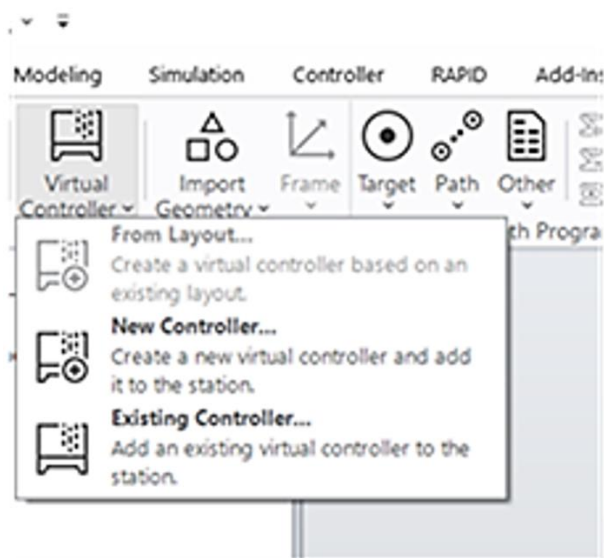 Modeling Simulation Controller RAPID Add-Ins
Virtual Controller Import Geometry Frame Target Path Other
th Progra
From Layout...
Create a virtual controller based on an
existing layout.
New Controller...
Create a new virtual controller and add
it to the station.
Existing Controller...
Add an existing virtual controller to the
station.